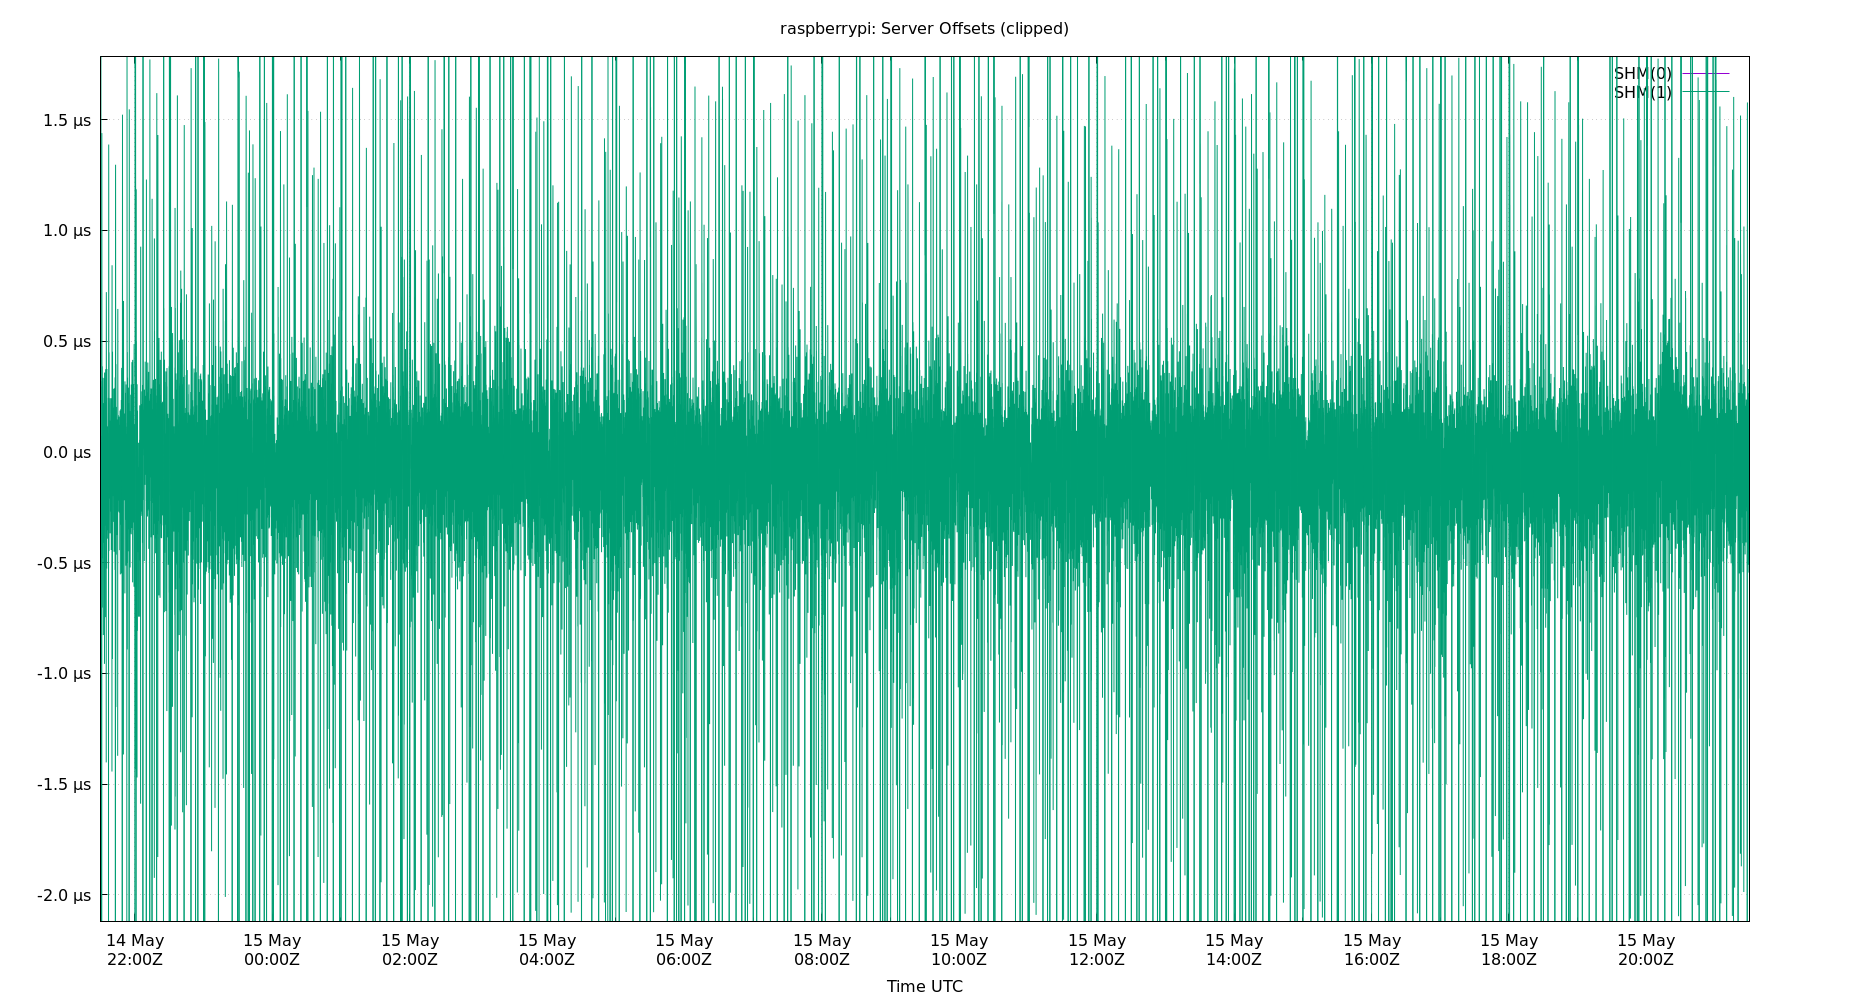 raspberrypi: Server Offsets (clipped)
SHM(0)
SHM(1)
1.5 µs
1.0 µs
0.5 µs
0.0 µs
-0.5 µs
-1.0 µs
-1.5 µs
-2.0 µs
14 May 15 May 15 May 15 May 15 May 15 May 15 May 15 May 15 May 15 May 15 May 15 May
22:00Z 00:00Z 02:00Z 04:00Z 06:00Z 08:00Z 10:00Z 12:00Z 14:00Z 16:00Z 18:00Z 20:00Z
Time UTC